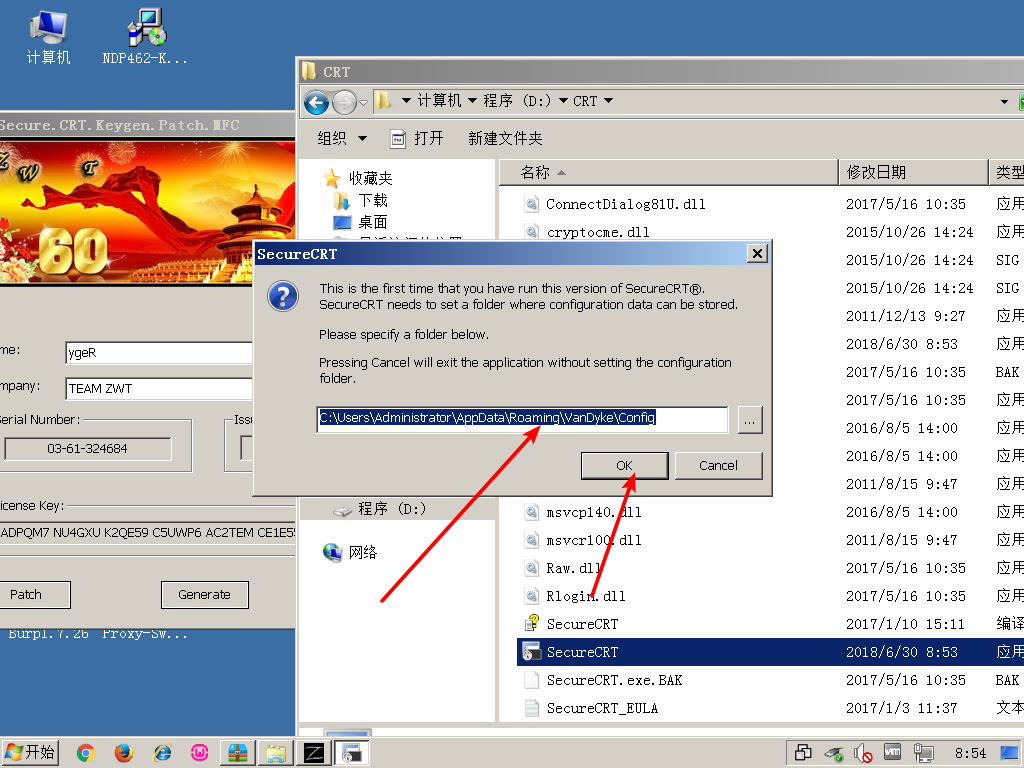 计算机
NDP462-K...
CRT
计算机 程序 (D:) CRT
组织 打开 新建文件夹
收藏夹
下载
桌面
程序 (D:)
网络
名称 修改日期 类型
ConnectDialog81U.dll 2017/5/16 10:35 应用
cryptocme.dll 2015/10/26 14:24 应用
2015/10/26 14:24 SIG
2015/10/26 14:24 SIG
2011/12/13 9:27 应用
2018/6/30 8:53 应用
2017/5/16 10:35 BAK
2017/5/16 10:35 应用
2016/8/5 14:00 应用
2016/8/5 14:00 应用
2011/8/15 9:47 应用
msvcp140.dll 2016/8/5 14:00 应用
msvcr100.dll 2011/8/15 9:47 应用
Raw.dll 2017/5/16 10:35 应用
Rlogin.dll 2017/5/16 10:35 应用
SecureCRT 2017/1/10 15:11 编译
SecureCRT 2018/6/30 8:53 应用
SecureCRT.exe.BAK 2017/5/16 10:35 BAK
SecureCRT_EULA 2017/1/3 11:37 文本
Secure.CRT.Keygen.Patch.MFC
Z W T
60
me: ygeR
mpany: TEAM ZWT
Serial Number: Issu
03-61-324684
icense Key:
ADPQM7 NU4GXU K2QE59 C5UWP6 AC2TEM CE1E5
Patch Generate
Burp1.7.26 Proxy-Sw...
SecureCRT
This is the first time that you have run this version of SecureCRT®.
SecureCRT needs to set a folder where configuration data can be stored.
Please specify a folder below.
Pressing Cancel will exit the application without setting the configuration
folder.
C:\Users\Administrator\AppData\Roaming\VanDyke\Config
...
OK Cancel
开始
8:54